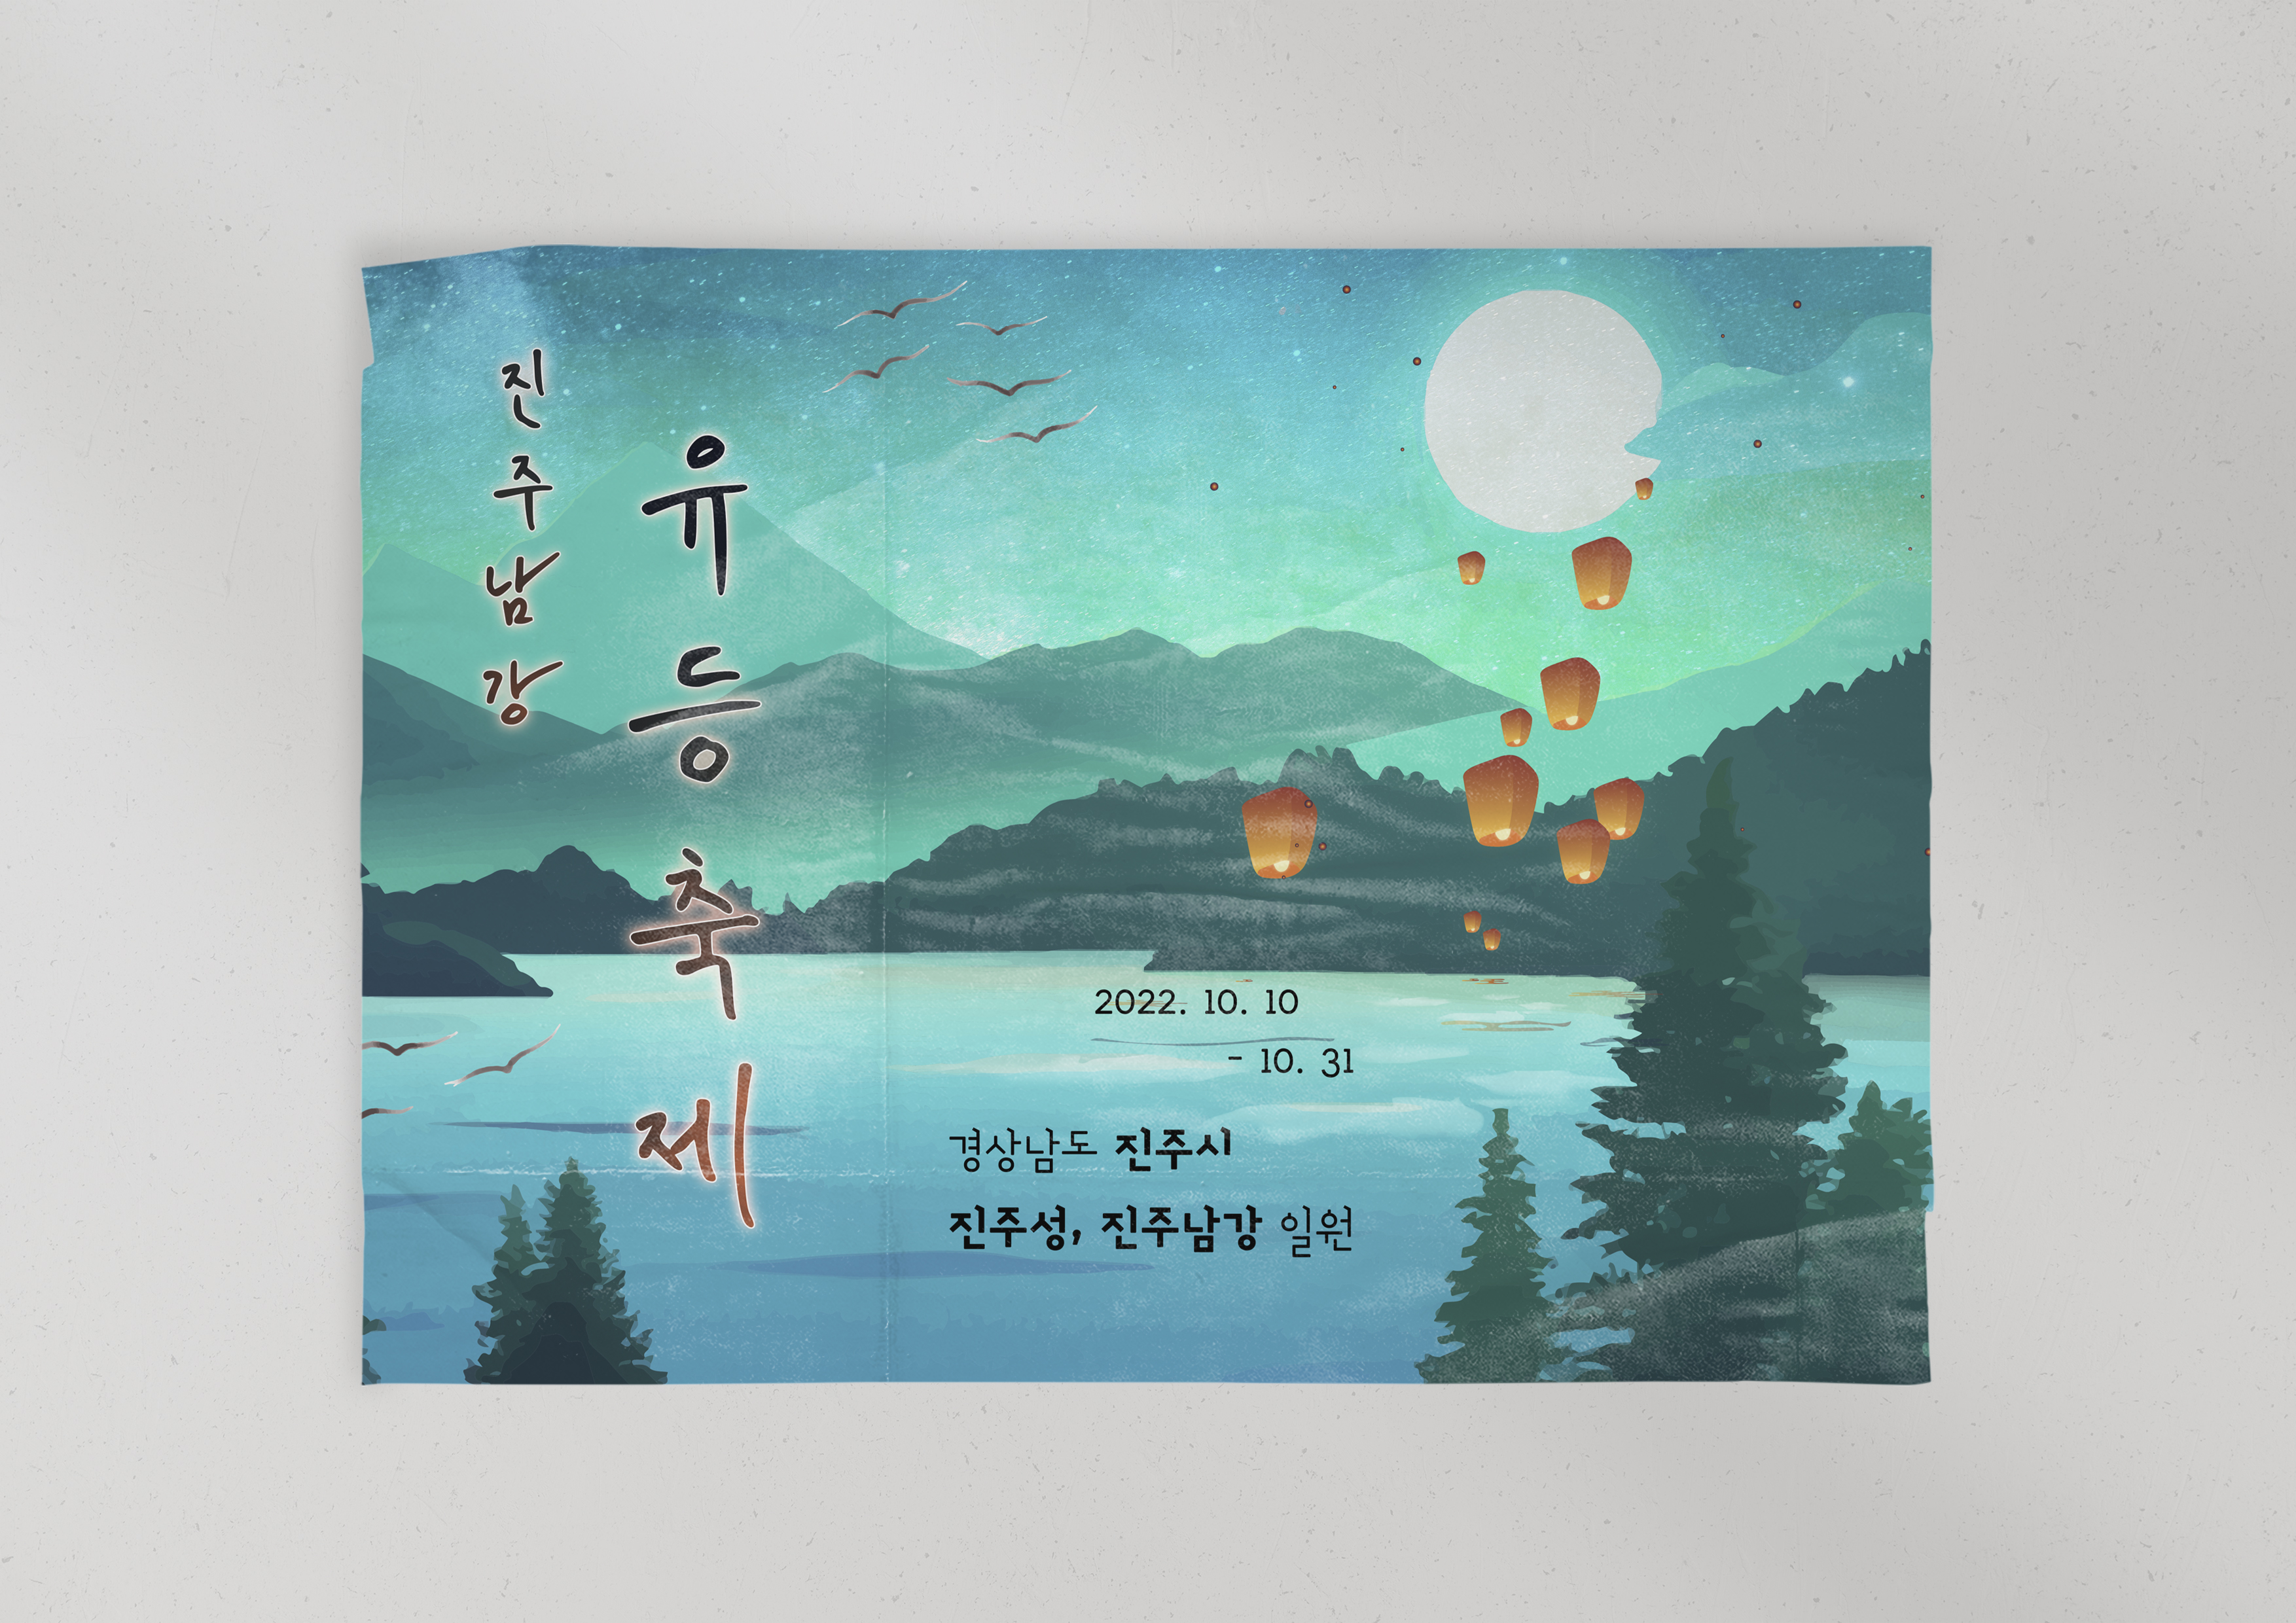 진주남강
유등축제
2022. 10. 10
- 10. 31
경상남도 진주시
진주성, 진주남강 일원